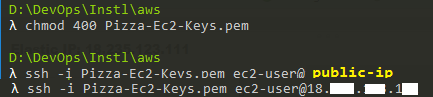 D:\DevOps\Instl\aws
λ chmod 400 Pizza-Ec2-Keys.pem
D:\DevOps\Instl\aws
λ ssh -i Pizza-Ec2-Keys.pem ec2-user@ public-ip
λ ssh -i Pizza-Ec2-Keys.pem ec2-user@18. . .1